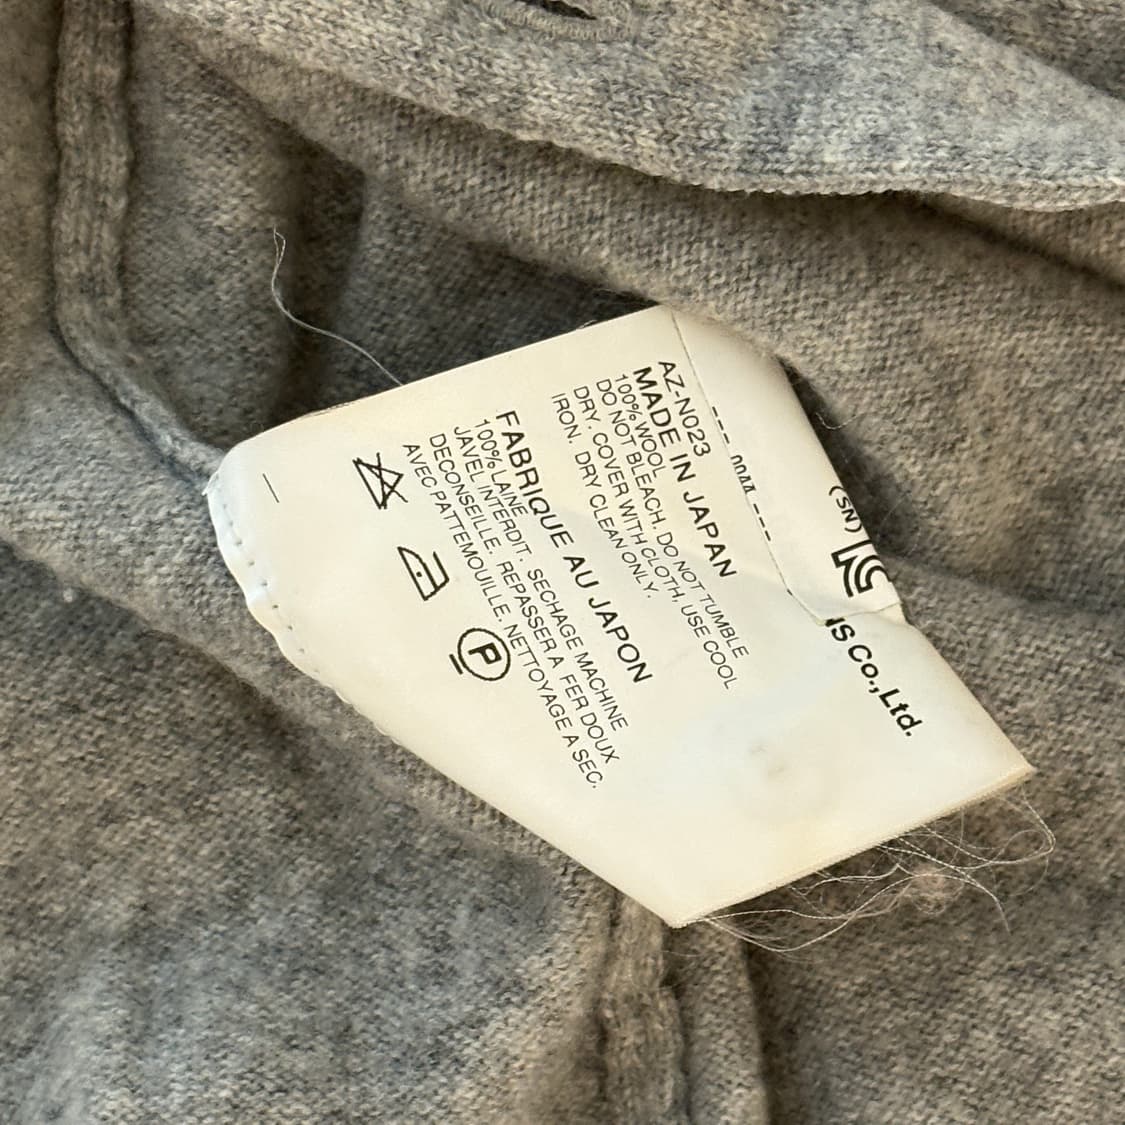 AZ-N023
MADE IN JAPAN
100% WOOL
DO NOT BLEACH. DO NOT TUMBLE
DRY. COVER WITH CLOTH, USE COOL
IRON. DRY CLEAN ONLY.
FABRIQUE AU JAPON
100% LAINE
JAVEL INTERDIT. SECHAGE MACHINE
DECONSEILLE. REPASSER A FER DOUX
AVEC PATTEMOUILLE. NETTOYAGE A SEC.
P
(SN)
Co.,Ltd.